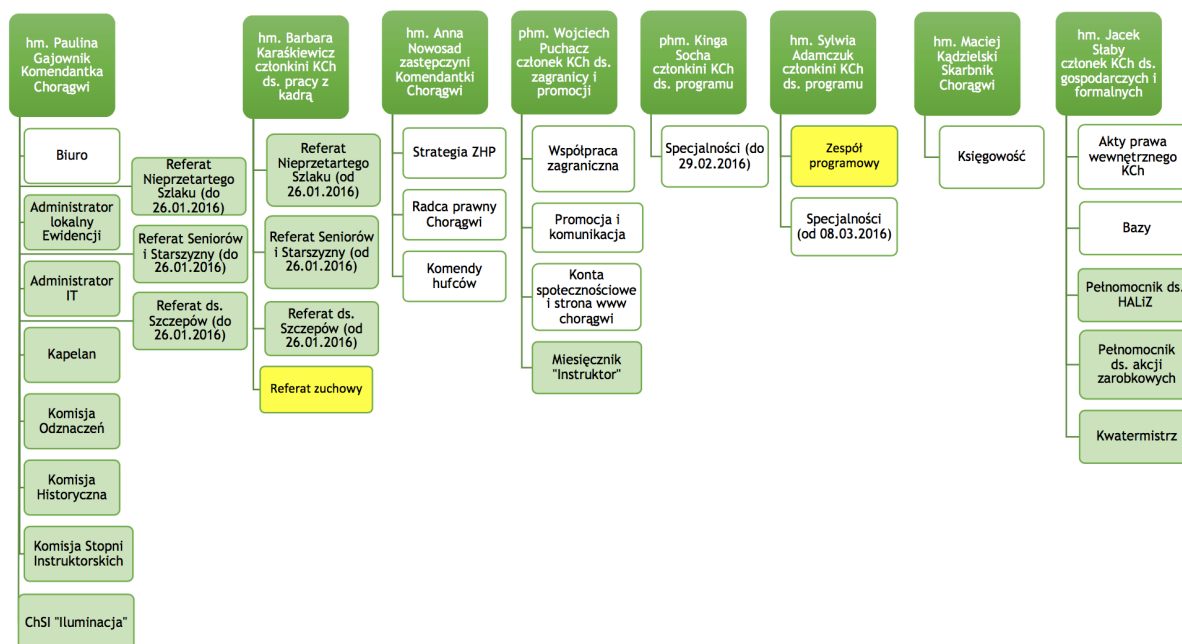 hm. Paulina
Gajownik
Komendantka
Chorągwi
Biuro
Administrator
lokalny
Ewidencji
Administrator
IT
Kapelan
Komisja
Odznaczeń
Komisja
Historyczna
Komisja Stopni
Instruktorskich
ChSI "Iluminacja"
Referat
Nieprzetartego
Szlaku (do
26.01.2016)
Referat Seniorów
i Starszyzny (do
26.01.2016)
Referat ds.
Szczepów (do
26.01.2016)
hm. Barbara
Karaśkiewicz
członkini KCh
ds. pracy z
kadrą
Referat
Nieprzetartego
Szlaku (od
26.01.2016)
Referat Seniorów
i Starszyzny (od
26.01.2016)
Referat ds.
Szczepów (od
26.01.2016)
Referat zuchowy
hm. Anna
Nowosad
zastępczyni
Komendantki
Chorągwi
Strategia ZHP
Radca prawny
Chorągwi
Komendy
hufców
phm. Wojciech
Puchacz
członek KCh ds.
zagranicy i
promocji
Współpraca
zagraniczna
Promocja i
komunikacja
Konta
społecznościowe
i strona www
chorągwi
Miesięcznik
"Instruktor"
phm. Kinga
Socha
członkini KCh
ds. programu
Specjalności (do
29.02.2016)
hm. Sylwia
Adamczuk
członkini KCh
ds. programu
Zespół
programowy
Specjalności
(od 08.03.2016)
hm. Maciej
Kądzielski
Skarbnik
Chorągwi
Księgowość
hm. Jacek
Słaby
członek KCh ds.
gospodarczych i
formalnych
Akty prawa
wewnętrznego
KCh
Bazy
Pełnomocnik ds.
HALiZ
Pełnomocnik
ds. akcji
zarobkowych
Kwatermistrz